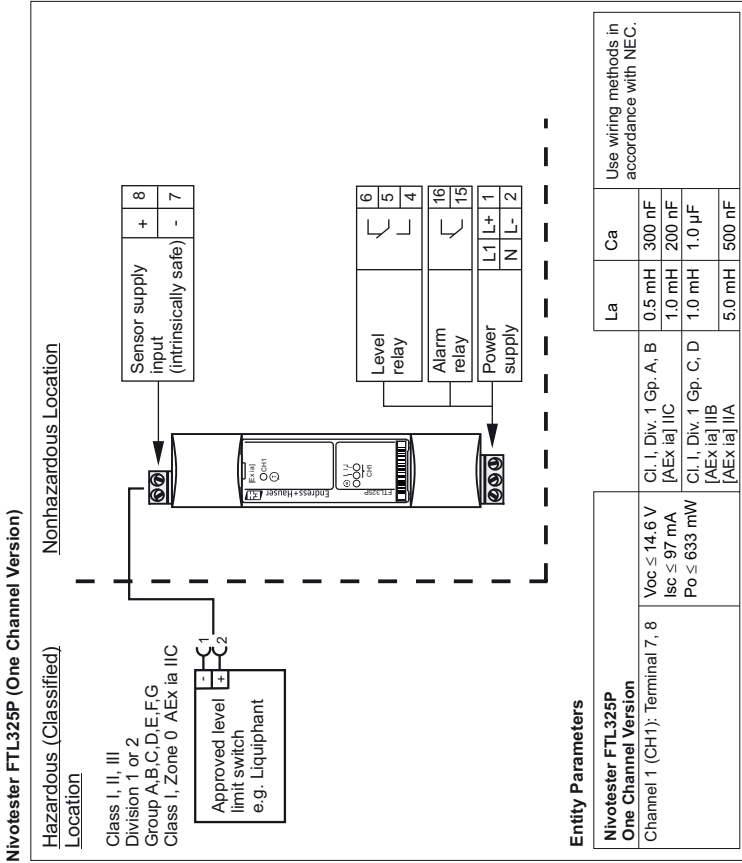 Nivotester FTL325P (One Channel Version)
Hazardous (Classified)
Location
Nonhazardous Location
Class I, II, III
Division 1 or 2
Group A,B,C,D,E,F,G
Class I, Zone 0 AEx ia IIC
Approved level
limit switch
e.g. Liquiphant
- 1
+ 2
Sensor supply
input
(intrinsically safe)
+ 8
- 7
[Ex ia]
CH1
Endress+Hauser
CH1
FTL325P
Level
relay
6
5
4
Alarm
relay
16
15
Power
supply
L1 L+ 1
N L- 2
Entity Parameters
Nivotester FTL325P
One Channel Version
La
Ca
Channel 1 (CH1): Terminal 7, 8
Voc ≤ 14.6 V
Isc ≤ 97 mA
Po ≤ 633 mW
Cl. I, Div. 1 Gp. A, B
[AEx ia] IIC
0.5 mH 300 nF
1.0 mH 200 nF
Cl. I, Div. 1 Gp. C, D
[AEx ia] IIB
[AEx ia] IIA
1.0 mH 1.0 µF
5.0 mH 500 nF
Use wiring methods in
accordance with NEC.